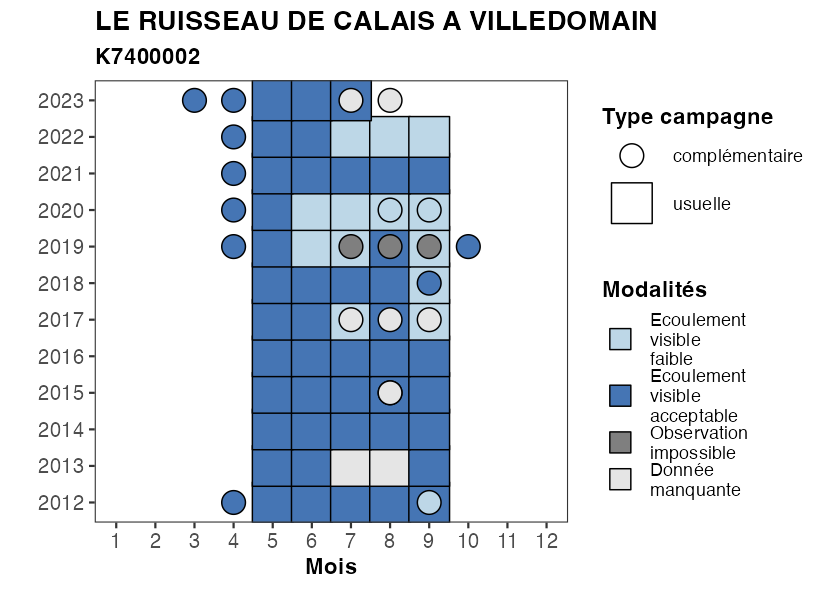 LE RUISSEAU DE CALAIS A VILLEDOMAIN
K7400002
2023
2022
2021
2020
2019
2018
2017
2016
2015
2014
2013
2012
1 2 3 4 5 6 7 8 9 10 11 12
Mois
Type campagne
complémentaire
usuelle
Modalités
Ecoulement
visible
faible
Ecoulement
visible
acceptable
Observation
impossible
Donnée
manquante